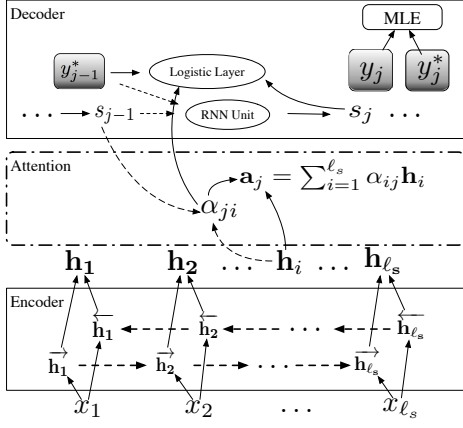 Decoder
MLE
y*_{j−1} Logistic Layer y_j y*_j
... s_{j−1} RNN Unit s_j ...
Attention
a_j = ∑_{i=1}^{ℓ_s} α_{ij} h_i
α_{ji}
h_1 h_2 ... h_i ... h_{ℓ_s}
Encoder
←h_1 ←h_2 ... ←h_{ℓ_s}
→h_1 →h_2 ... →h_{ℓ_s}
x_1 x_2 ... x_{ℓ_s}